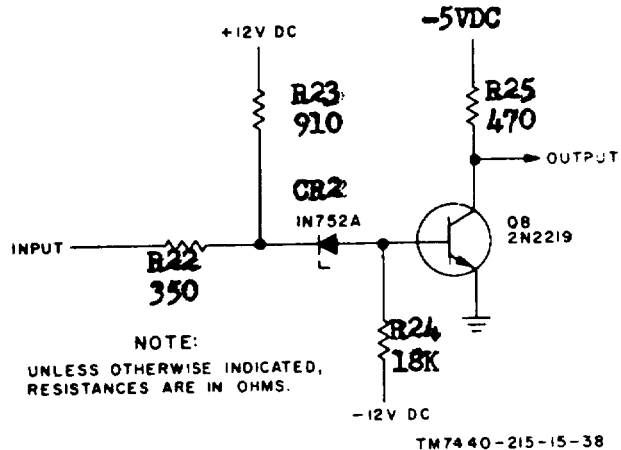 -5VDC
+12V DC
R23
910
R25
470
OUTPUT
CR2
1N752A
Q8
2N2219
INPUT
R22
350
R24
18K
NOTE:
UNLESS OTHERWISE INDICATED,
RESISTANCES ARE IN OHMS.
-12V DC
TM7440-215-15-38